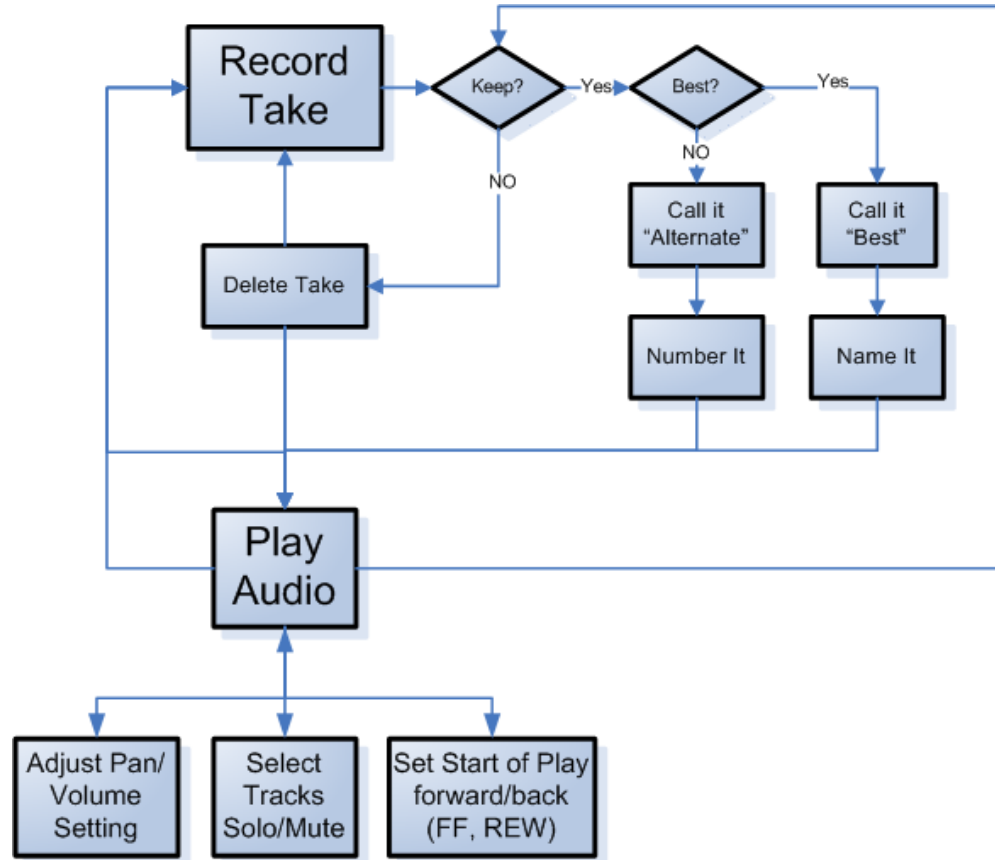 Record
Take
Keep?
Yes
Best?
Yes
NO
NO
Call it
“Alternate”
Call it
“Best”
Delete Take
Number It
Name It
Play
Audio
Adjust Pan/
Volume
Setting
Select
Tracks
Solo/Mute
Set Start of Play
forward/back
(FF, REW)